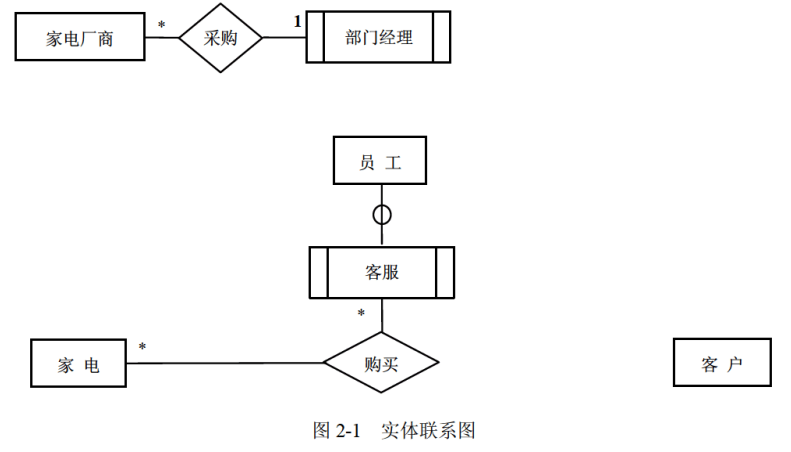 家电厂商 * 采购 1 部门经理
员 工
客服
*
家 电 * 购买 客 户
图 2-1 实体联系图